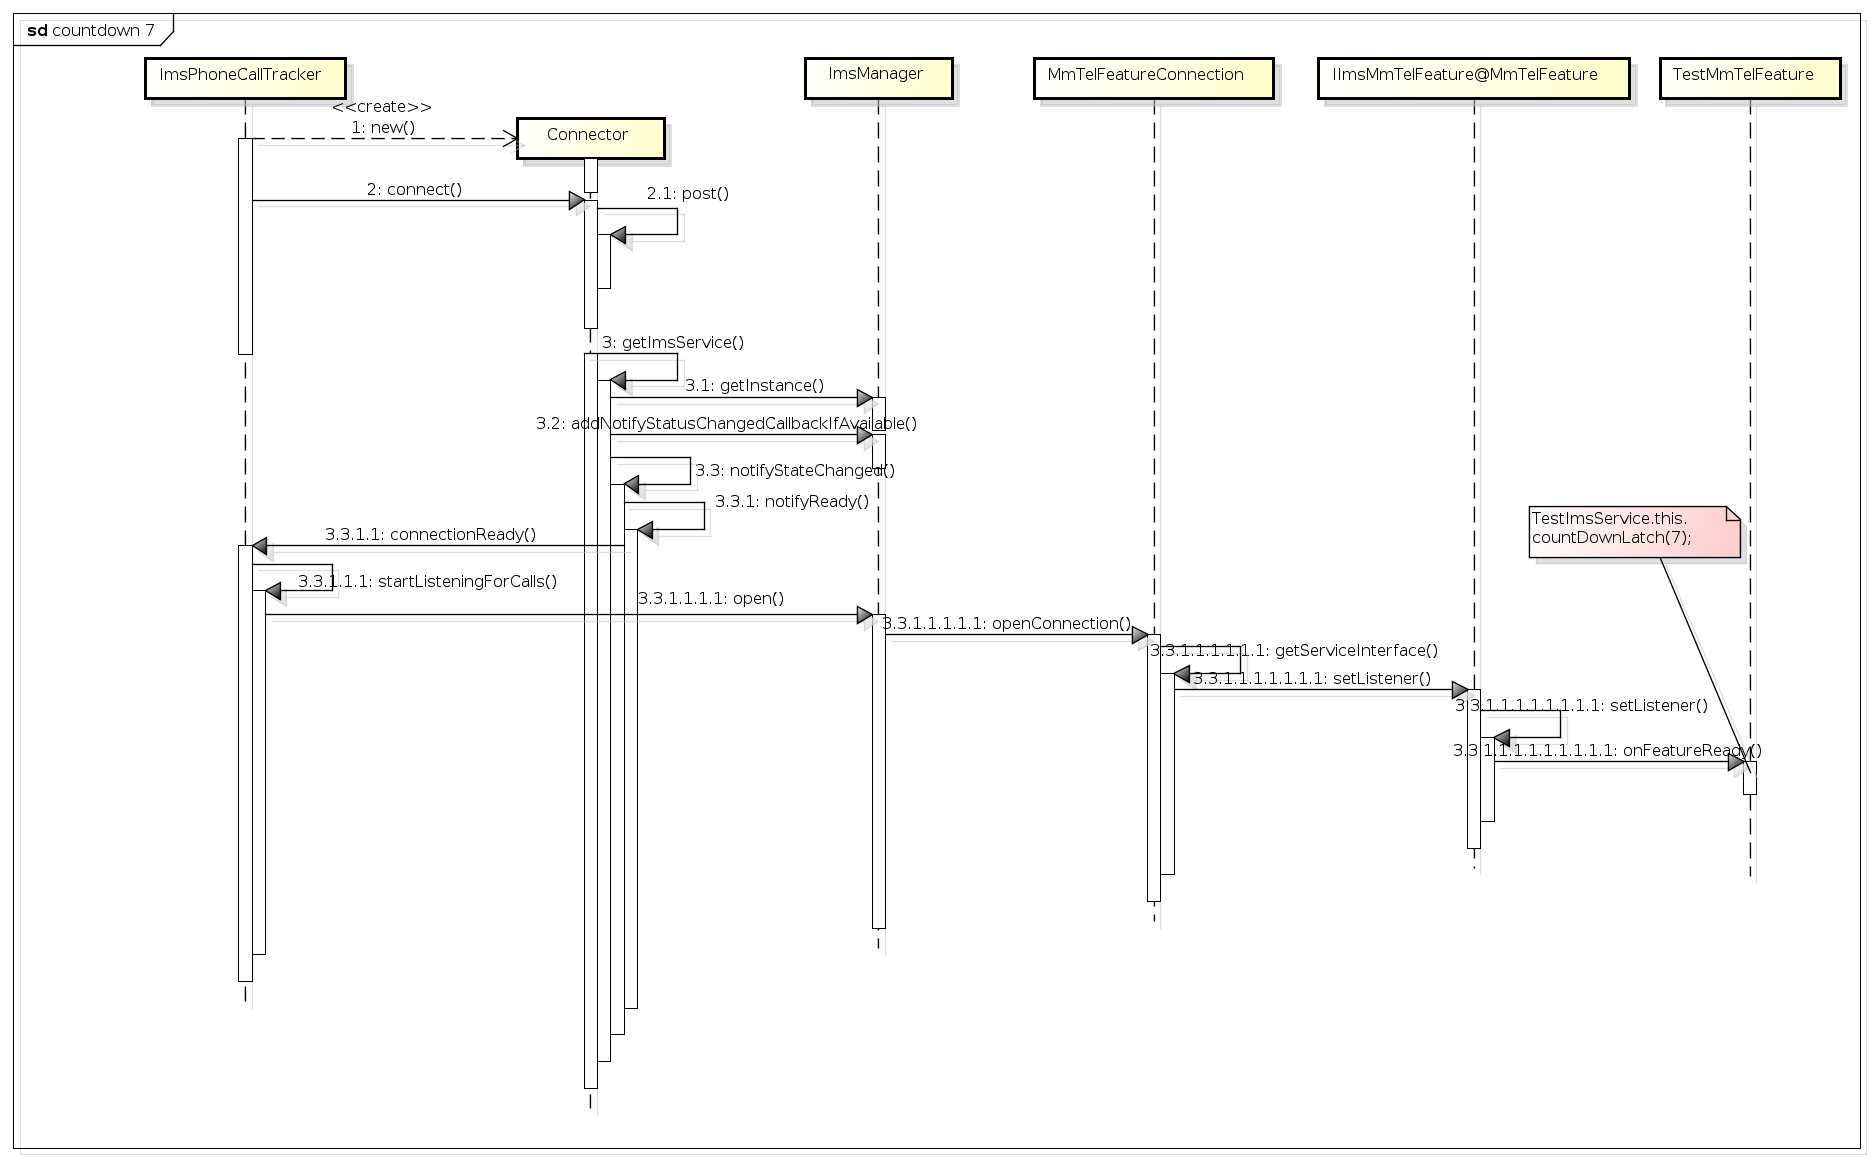 sd countdown 7
ImsPhoneCallTracker
ImsManager
MmTelFeatureConnection
IImsMmTelFeature@MmTelFeature
TestMmTelFeature
<<create>>
1: new()
Connector
2: connect()
2.1: post()
3: getImsService()
3.1: getInstance()
3.2: addNotifyStatusChangedCallbackIfAvailable()
3.3: notifyStateChanged()
3.3.1: notifyReady()
TestImsService.this.
countDownLatch(7);
3.3.1.1: connectionReady()
3.3.1.1.1: startListeningForCalls()
3.3.1.1.1.1: open()
3.3.1.1.1.1.1: openConnection()
3.3.1.1.1.1.1.1: getServiceInterface()
3.3.1.1.1.1.1.1.1: setListener()
3.3.1.1.1.1.1.1.1.1: setListener()
3.3.1.1.1.1.1.1.1.1.1: onFeatureReady()